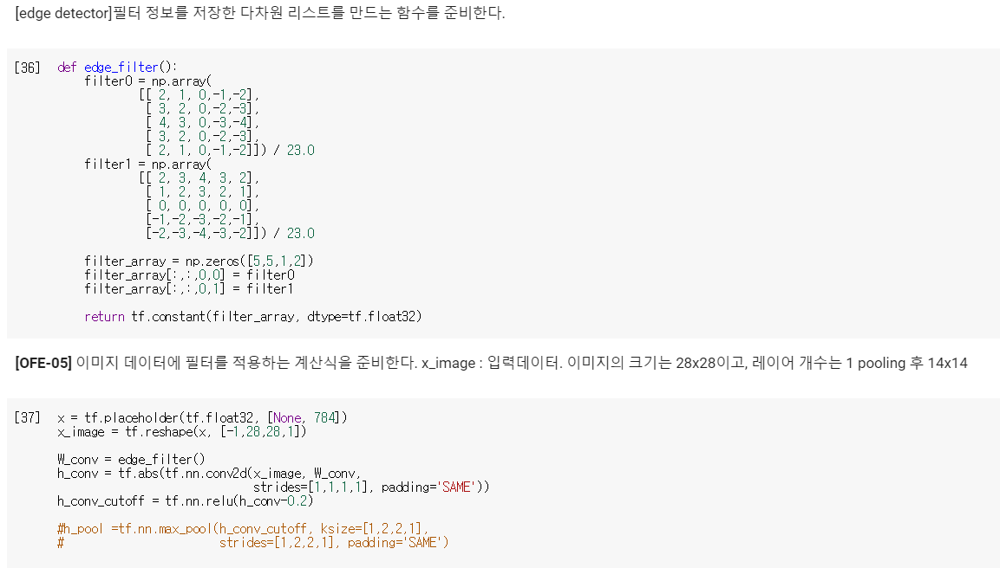 [edge detector]필터 정보를 저장한 다차원 리스트를 만드는 함수를 준비한다.
[36] def edge_filter():
filter0 = np.array(
[[ 2, 1, 0,-1,-2],
[ 3, 2, 0,-2,-3],
[ 4, 3, 0,-3,-4],
[ 3, 2, 0,-2,-3],
[ 2, 1, 0,-1,-2]]) / 23.0
filter1 = np.array(
[[ 2, 3, 4, 3, 2],
[ 1, 2, 3, 2, 1],
[ 0, 0, 0, 0, 0],
[-1,-2,-3,-2,-1],
[-2,-3,-4,-3,-2]]) / 23.0
filter_array = np.zeros([5,5,1,2])
filter_array[:,:,0,0] = filter0
filter_array[:,:,0,1] = filter1
return tf.constant(filter_array, dtype=tf.float32)
[OFE-05] 이미지 데이터에 필터를 적용하는 계산식을 준비한다. x_image : 입력데이터. 이미지의 크기는 28x28이고, 레이어 개수는 1 pooling 후 14x14
[37] x = tf.placeholder(tf.float32, [None, 784])
x_image = tf.reshape(x, [-1,28,28,1])
W_conv = edge_filter()
h_conv = tf.abs(tf.nn.conv2d(x_image, W_conv,
strides=[1,1,1,1], padding='SAME'))
h_conv_cutoff = tf.nn.relu(h_conv-0.2)
#h_pool =tf.nn.max_pool(h_conv_cutoff, ksize=[1,2,2,1],
# strides=[1,2,2,1], padding='SAME')